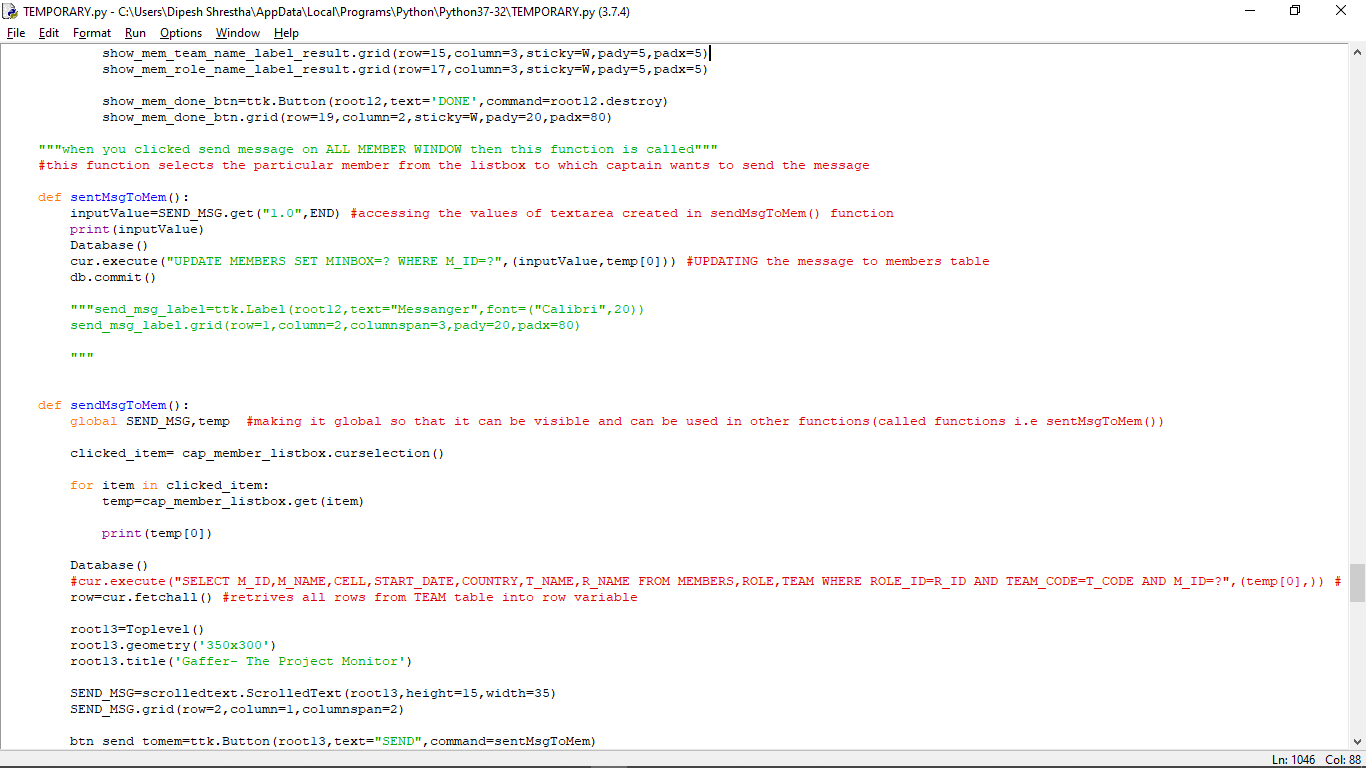 TEMPORARY.py - C:\Users\Dipesh Shrestha\AppData\Local\Programs\Python\Python37-32\TEMPORARY.py (3.7.4)
File Edit Format Run Options Window Help
show_mem_team_name_label_result.grid(row=15,column=3,sticky=W,pady=5,padx=5)
show_mem_role_name_label_result.grid(row=17,column=3,sticky=W,pady=5,padx=5)
show_mem_done_btn=ttk.Button(root12,text='DONE',command=root12.destroy)
show_mem_done_btn.grid(row=19,column=2,sticky=W,pady=20,padx=80)
"""when you clicked send message on ALL MEMBER WINDOW then this function is called"""
#this function selects the particular member from the listbox to which captain wants to send the message
def sentMsgToMem():
inputValue=SEND_MSG.get("1.0",END) #accessing the values of textarea created in sendMsgToMem() function
print(inputValue)
Database()
cur.execute("UPDATE MEMBERS SET MINBOX=? WHERE M_ID=?",(inputValue,temp[0])) #UPDATING the message to members table
db.commit()
"""send_msg_label=ttk.Label(root12,text="Messanger",font=("Calibri",20))
send_msg_label.grid(row=1,column=2,columnspan=3,pady=20,padx=80)
"""
def sendMsgToMem():
global SEND_MSG,temp  #making it global so that it can be visible and can be used in other functions(called functions i.e sentMsgToMem())
clicked_item= cap_member_listbox.curselection()
for item in clicked_item:
temp=cap_member_listbox.get(item)
print(temp[0])
Database()
#cur.execute("SELECT M_ID,M_NAME,CELL,START_DATE,COUNTRY,T_NAME,R_NAME FROM MEMBERS,ROLE,TEAM WHERE ROLE_ID=R_ID AND TEAM_CODE=T_CODE AND M_ID=?",(temp[0],)) #
row=cur.fetchall() #retrives all rows from TEAM table into row variable
root13=Toplevel()
root13.geometry('350x300')
root13.title('Gaffer- The Project Monitor')
SEND_MSG=scrolledtext.ScrolledText(root13,height=15,width=35)
SEND_MSG.grid(row=2,column=1,columnspan=2)
btn_send_tomem=ttk.Button(root13,text="SEND",command=sentMsgToMem)
Ln: 1046 Col: 88